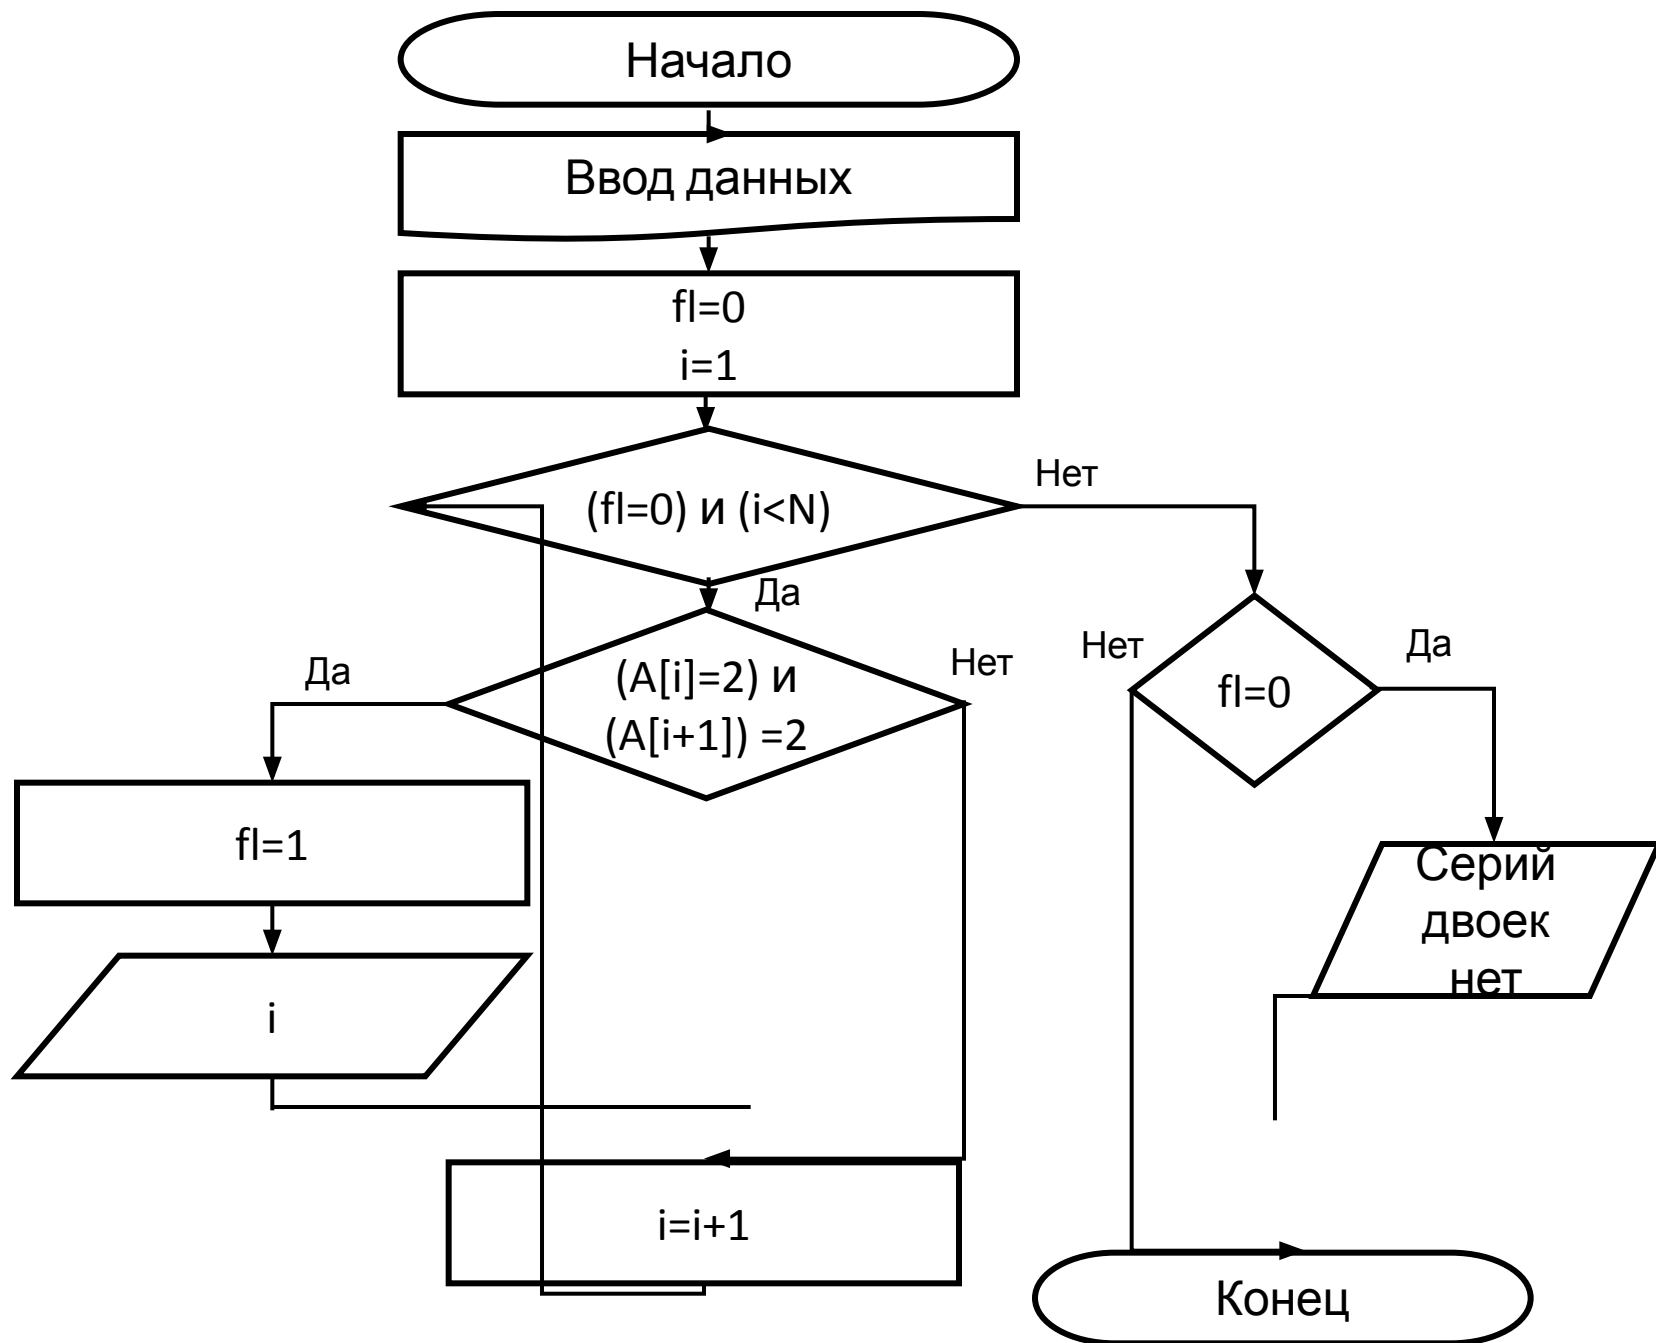 Начало
Ввод данных
fl=0
i=1
(fl=0) и (i<N)
Нет
Да
(A[i]=2) и
(A[i+1]) =2
Да
Нет
fl=1
i
i=i+1
fl=0
Нет
Да
Серий
двоек
нет
Конец